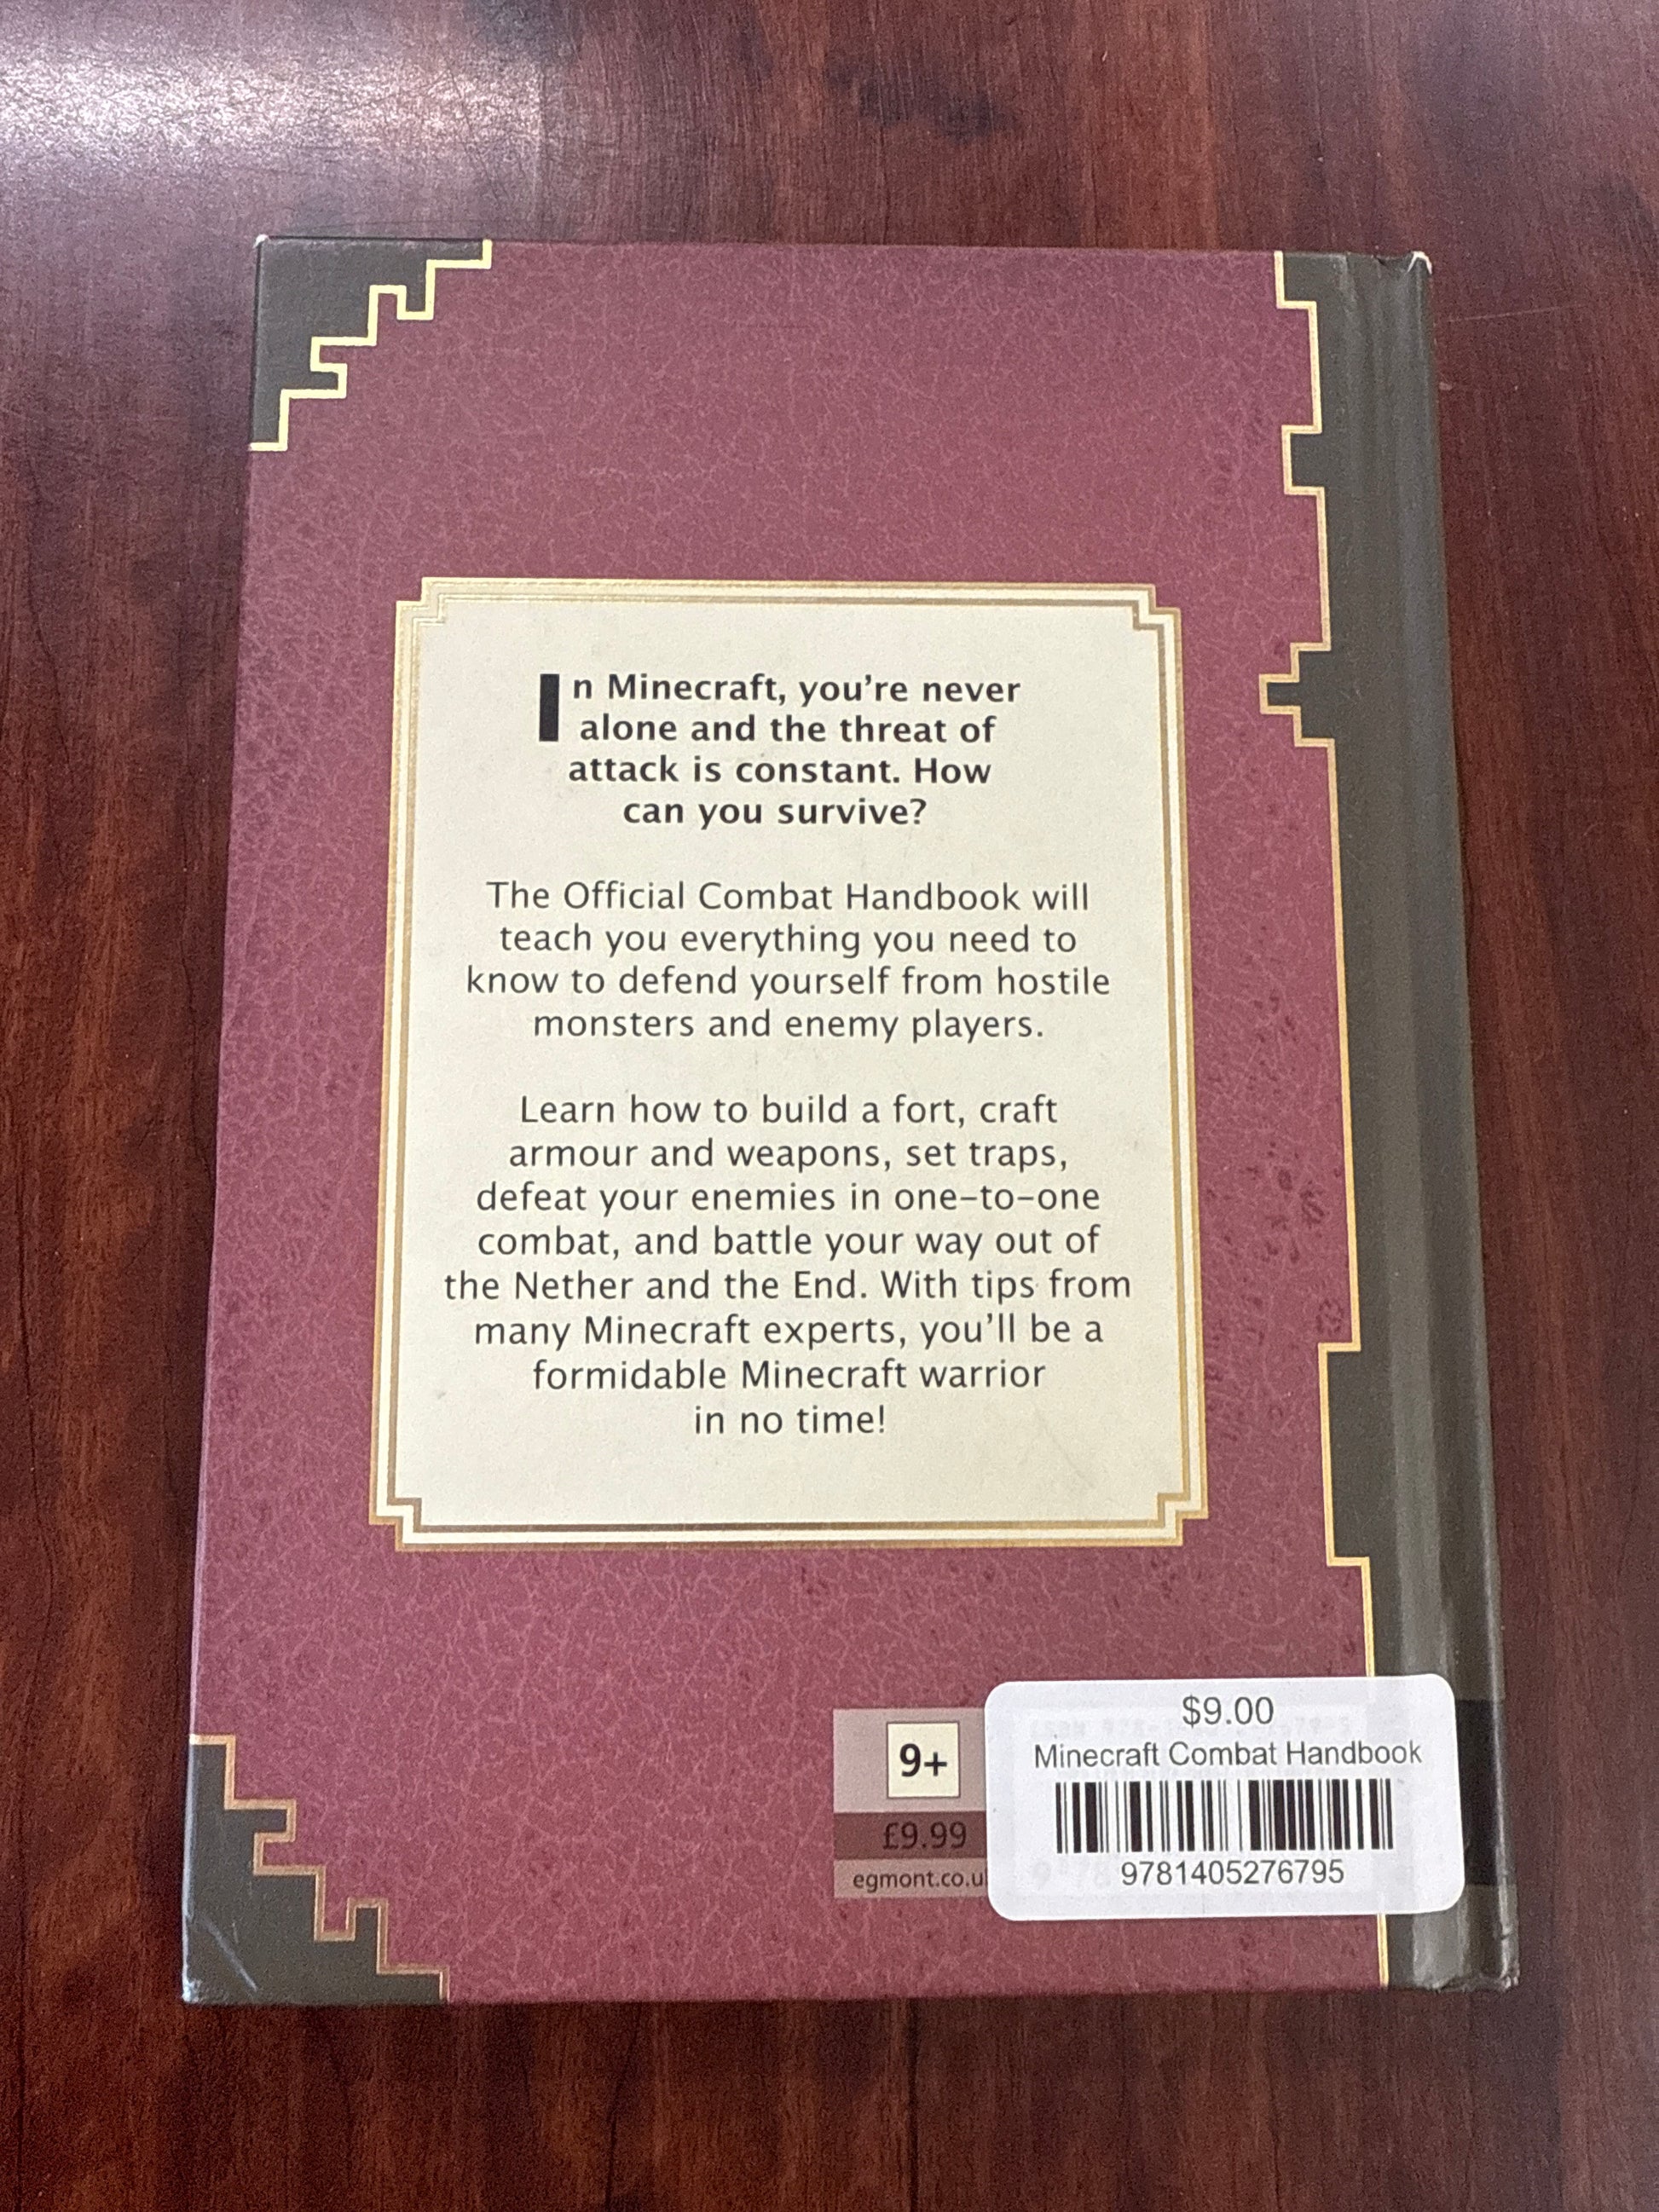 In Minecraft, you're never
alone and the threat of
attack is constant. How
can you survive?
The Official Combat Handbook will
teach you everything you need to
know to defend yourself from hostile
monsters and enemy players.
Learn how to build a fort, craft
armour and weapons, set traps,
defeat your enemies in one-to-one
combat, and battle your way out of
the Nether and the End. With tips from
many Minecraft experts, you'll be a
formidable Minecraft warrior
in no time!
9+
£9.99
egmont.co.u
$9.00
Minecraft Combat Handbook
9781405276795